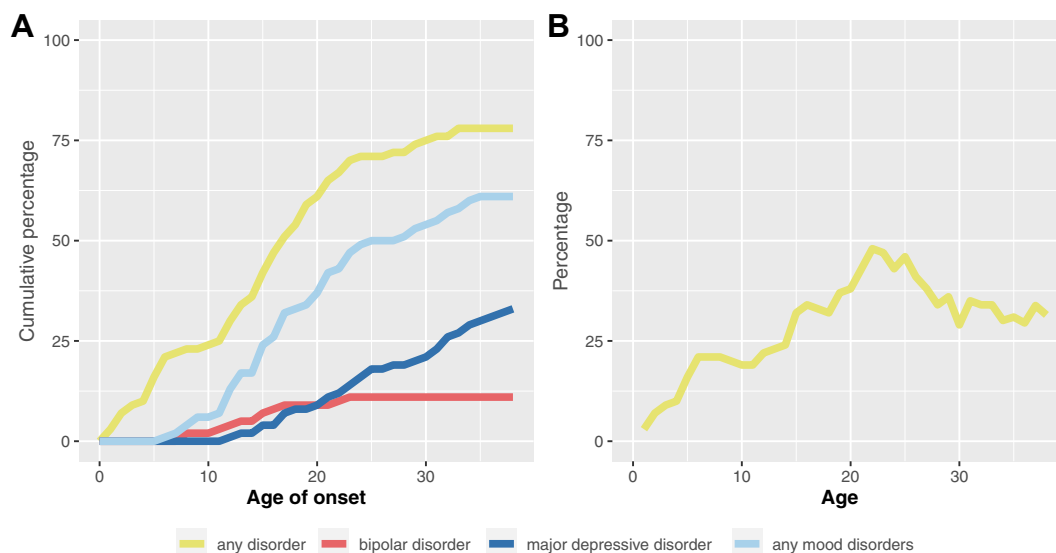 A
100
75
50
25
0
Cumulative percentage
0 10 20 30
Age of onset
B
100
75
50
25
0
Percentage
0 10 20 30
Age
any disorder bipolar disorder major depressive disorder any mood disorders